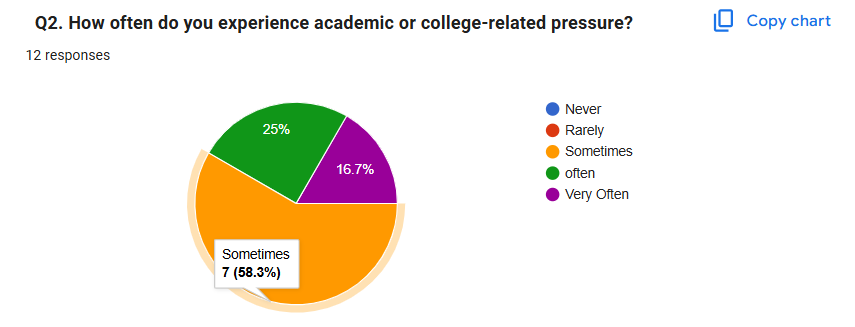 Q2. How often do you experience academic or college-related pressure?
Copy chart
12 responses
25%
16.7%
Sometimes
7 (58.3%)
Never
Rarely
Sometimes
often
Very Often